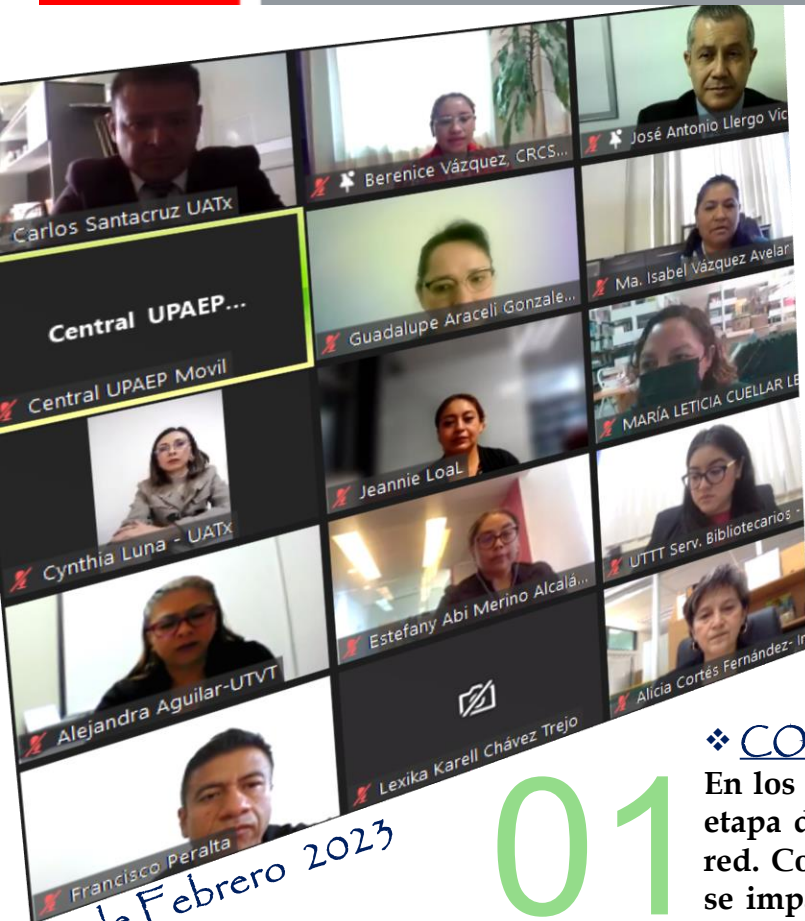 Carlos Santacruz UATx
Berenice Vázquez, CRCS...
José Antonio Llergo Vic
Central UPAEP...
Central UPAEP Movil
Guadalupe Araceli Gonzale...
Ma. Isabel Vázquez Avelar
Cynthia Luna - UATx
Jeannie LoaL
MARÍA LETICIA CUELLAR LE
Alejandra Aguilar-UTVT
Estefany Abi Merino Alcalá...
UTTT Serv. Bibliotecarios -
Francisco Peralta
Lexika Karell Chávez Trejo
Alicia Cortés Fernández- In
de Febrero 2023
01
❖ CO
En los
etapa d
red. Co
se imp